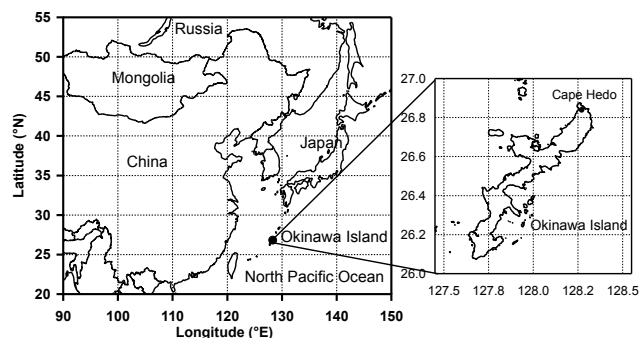 55
50
45
40
35
30
25
20
Latitude (°N)
Russia
Mongolia
China
Japan
Okinawa Island
North Pacific Ocean
90 100 110 120 130 140 150
Longitude (°E)
27.0
26.8
26.6
26.4
26.2
26.0
Cape Hedo
Okinawa Island
127.5 127.8 128.0 128.2 128.5